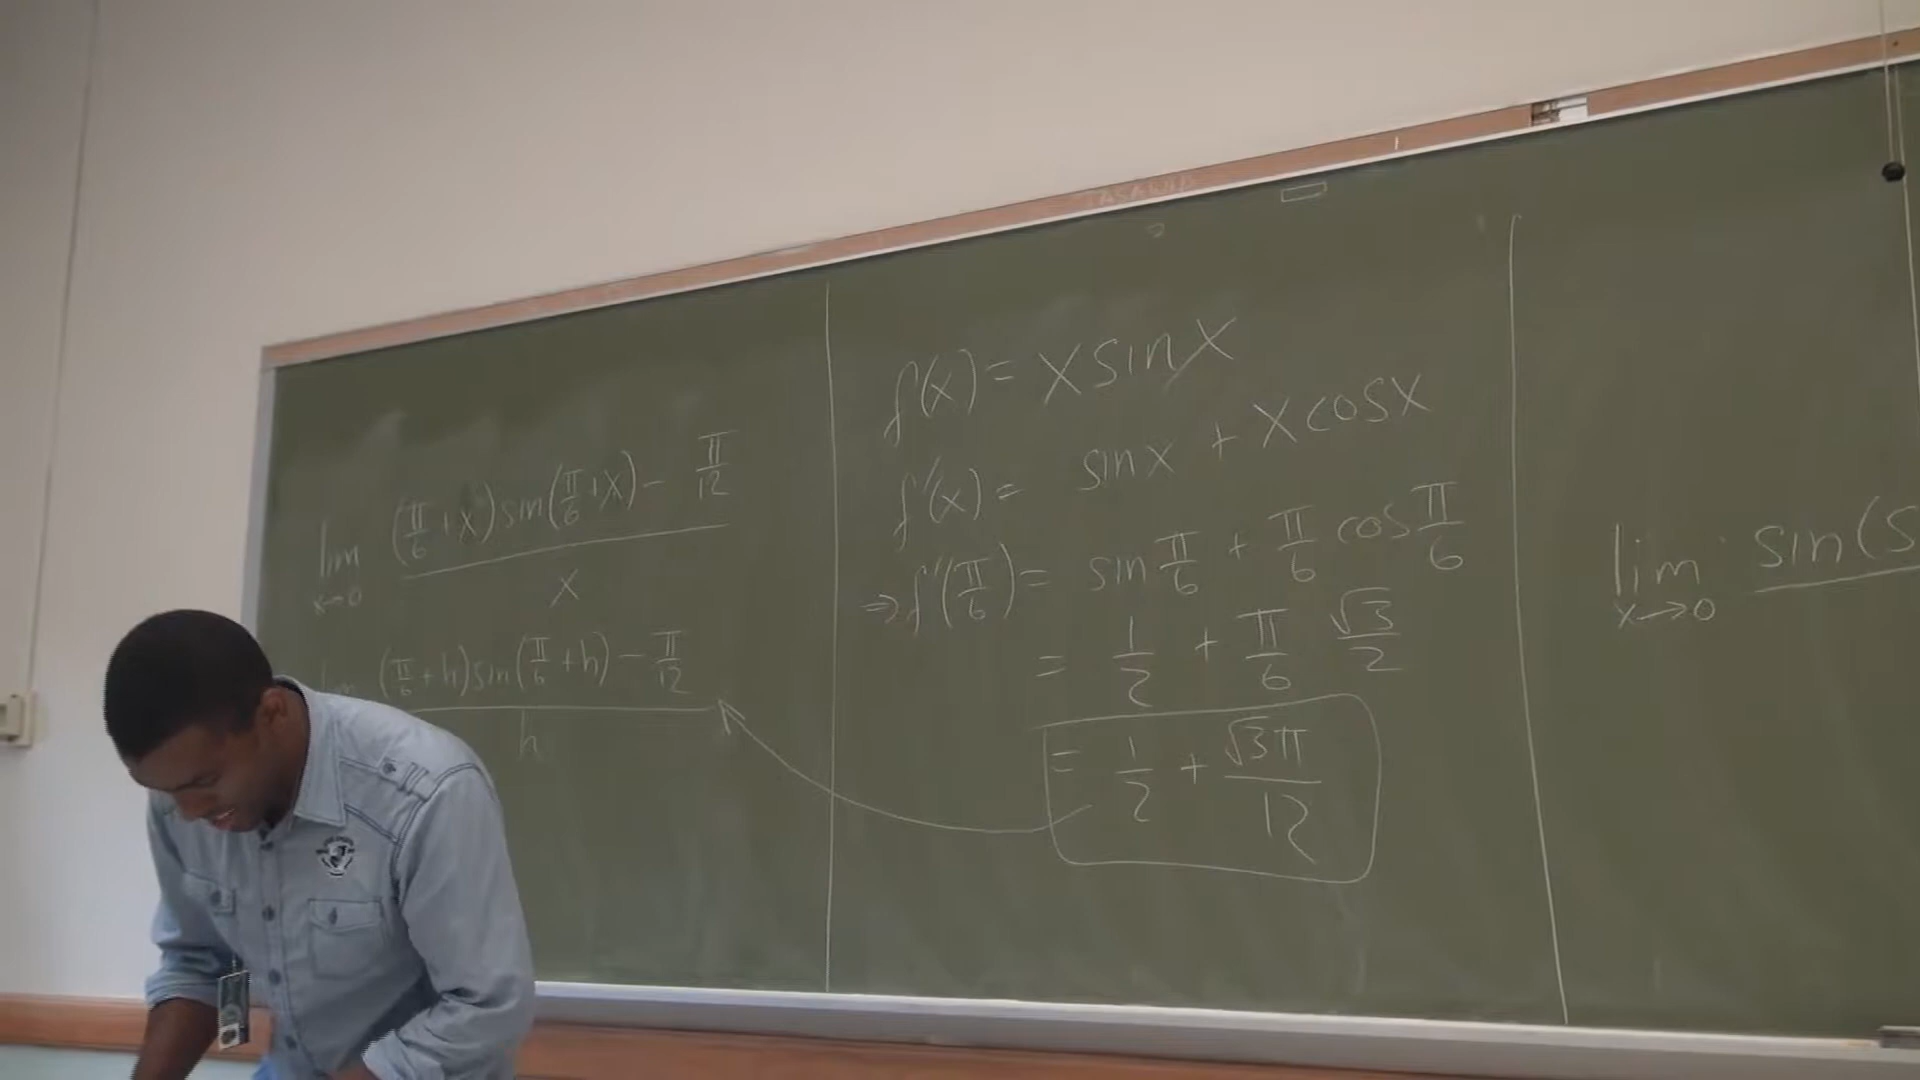 lim x→0 ((π/6 + x) sin(π/6 + x) − π/12) / x
((π/6 + h) sin(π/6 + h) − π/12) / h
f(x) = x sin x
f'(x) = sin x + x cos x
⇒ f'(π/6) = sin π/6 + π/6 cos π/6
= 1/2 + π/6 √3/2
= 1/2 + √3π/12
lim x→0 sin(